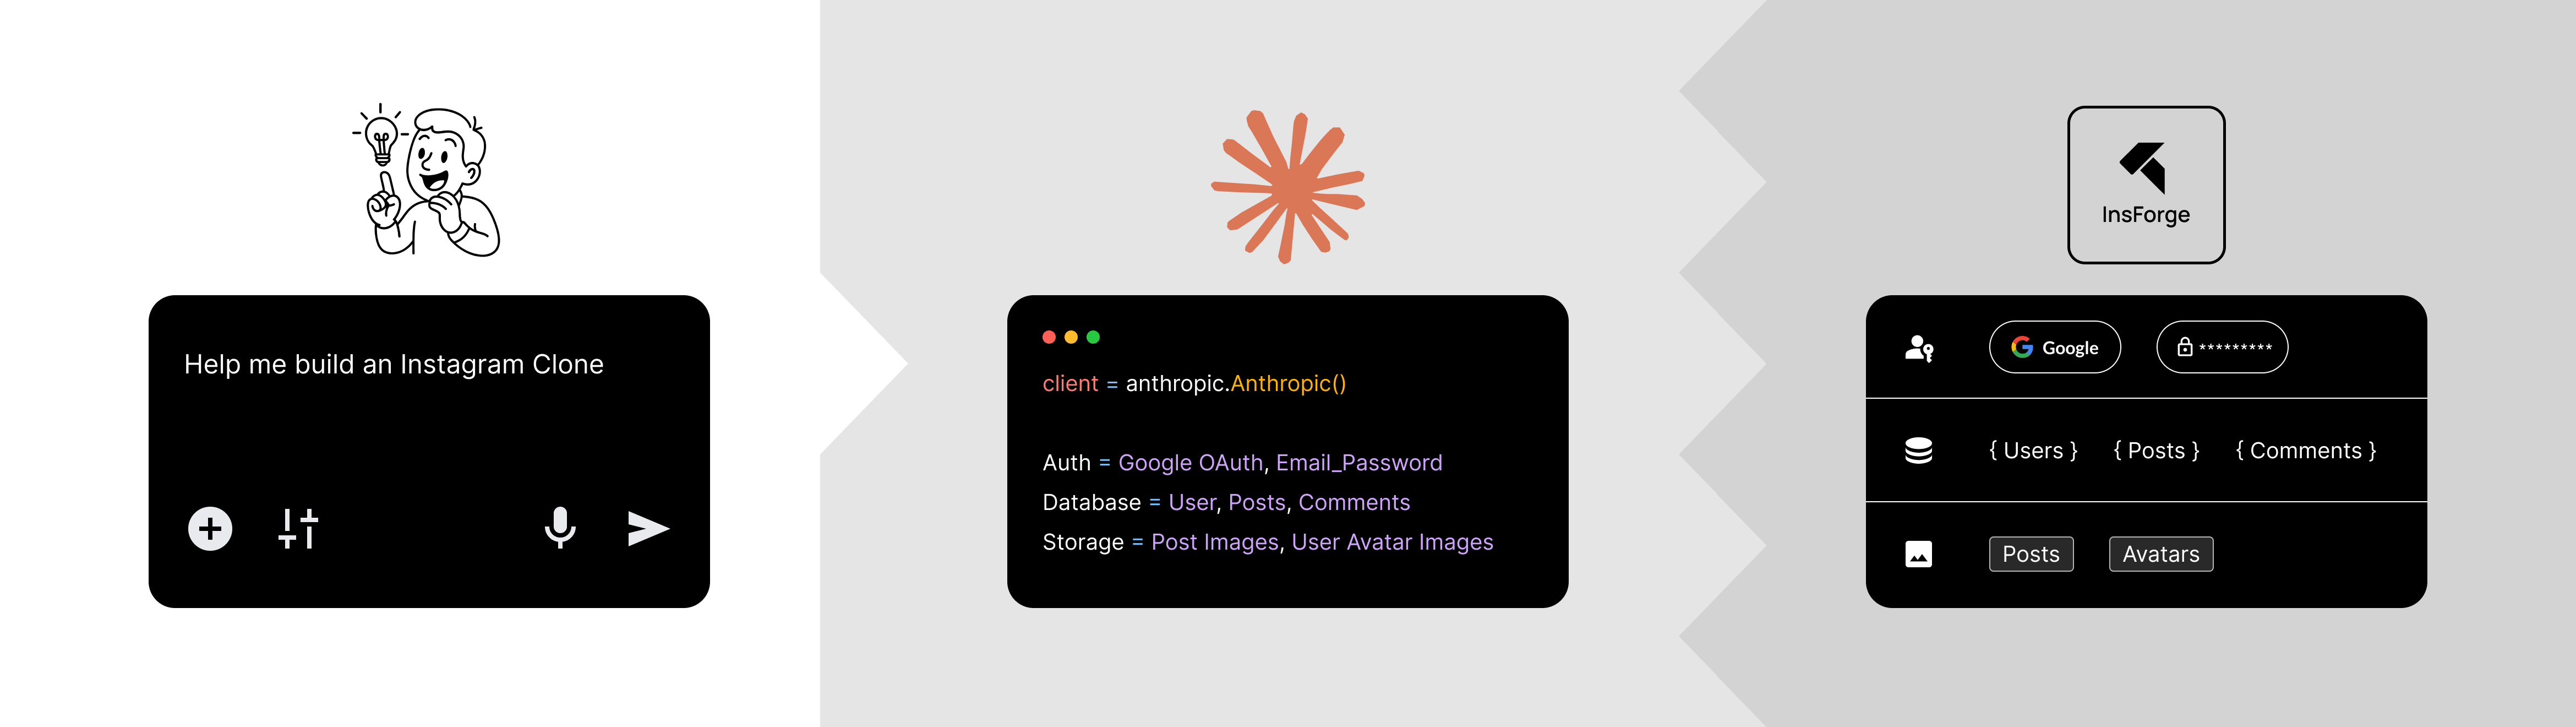 Help me build an Instagram Clone
client = anthropic.Anthropic()
Auth = Google OAuth, Email_Password
Database = User, Posts, Comments
Storage = Post Images, User Avatar Images
InsForge
Google *********
{ Users } { Posts } { Comments }
Posts Avatars